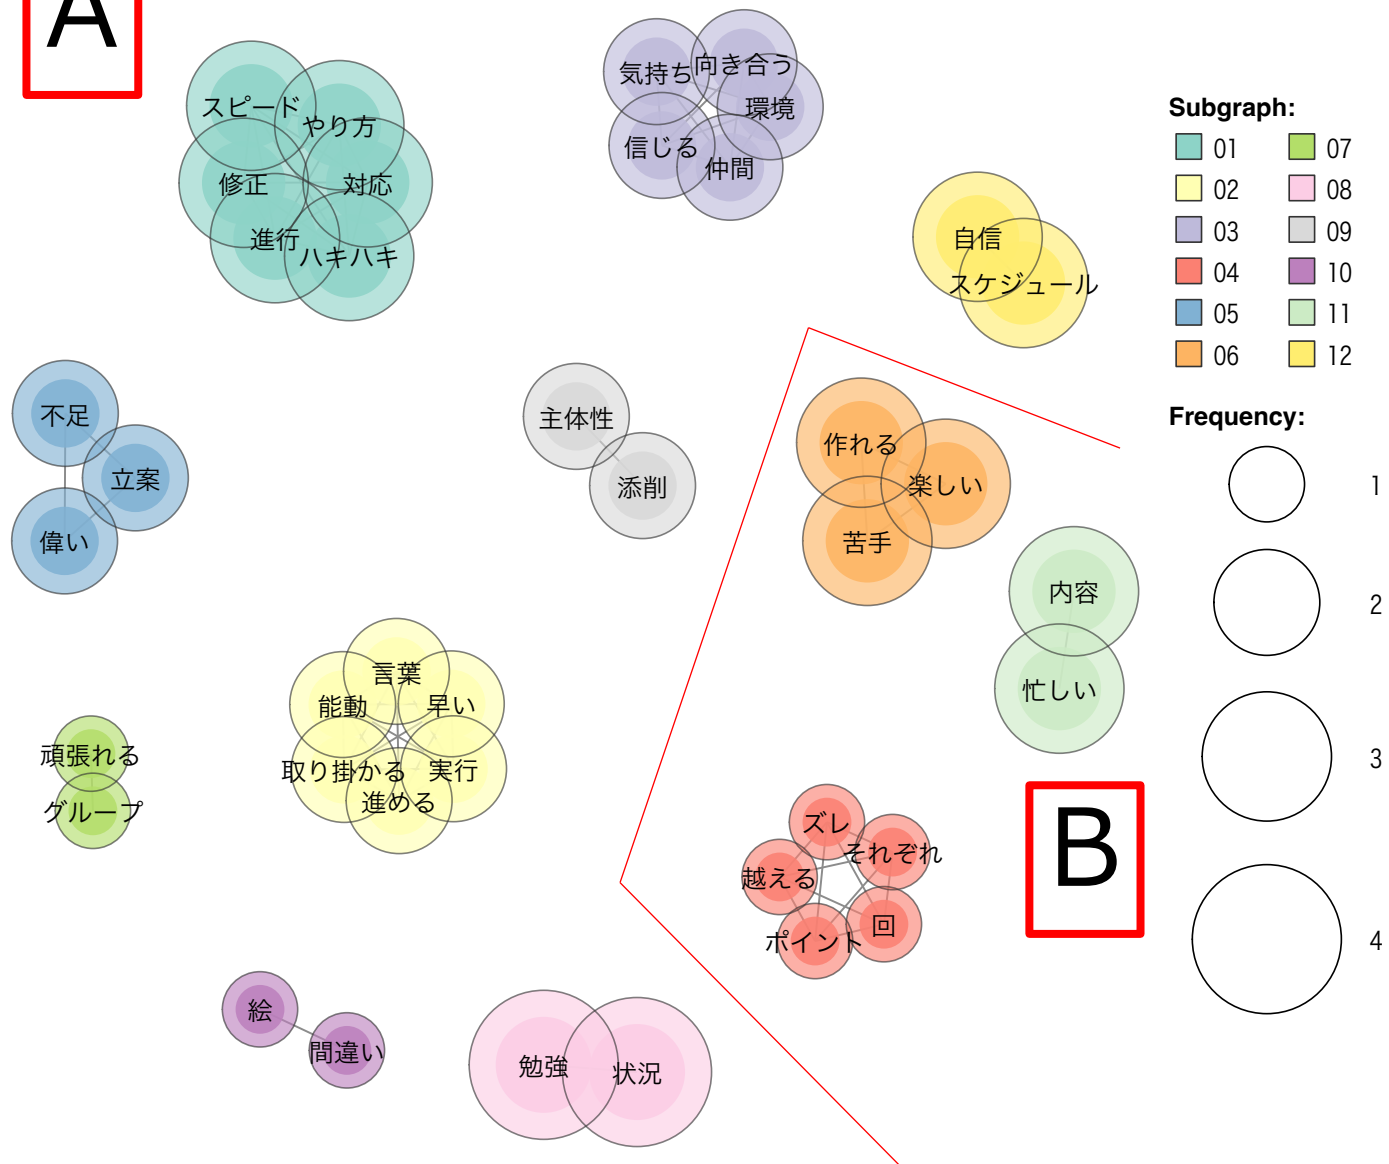 A
スピード
やり方
修正
対応
進行
ハキハキ
気持ち
向き合う
環境
信じる
仲間
自信
スケジュール
Subgraph:
01
02
03
04
05
06
07
08
09
10
11
12
Frequency:
1
2
3
4
不足
立案
偉い
主体性
添削
作れる
楽しい
苦手
内容
忙しい
言葉
能動
早い
取り掛かる
実行
進める
頑張れる
グループ
ズレ
それぞれ
越える
回
ポイント
B
絵
間違い
勉強
状況